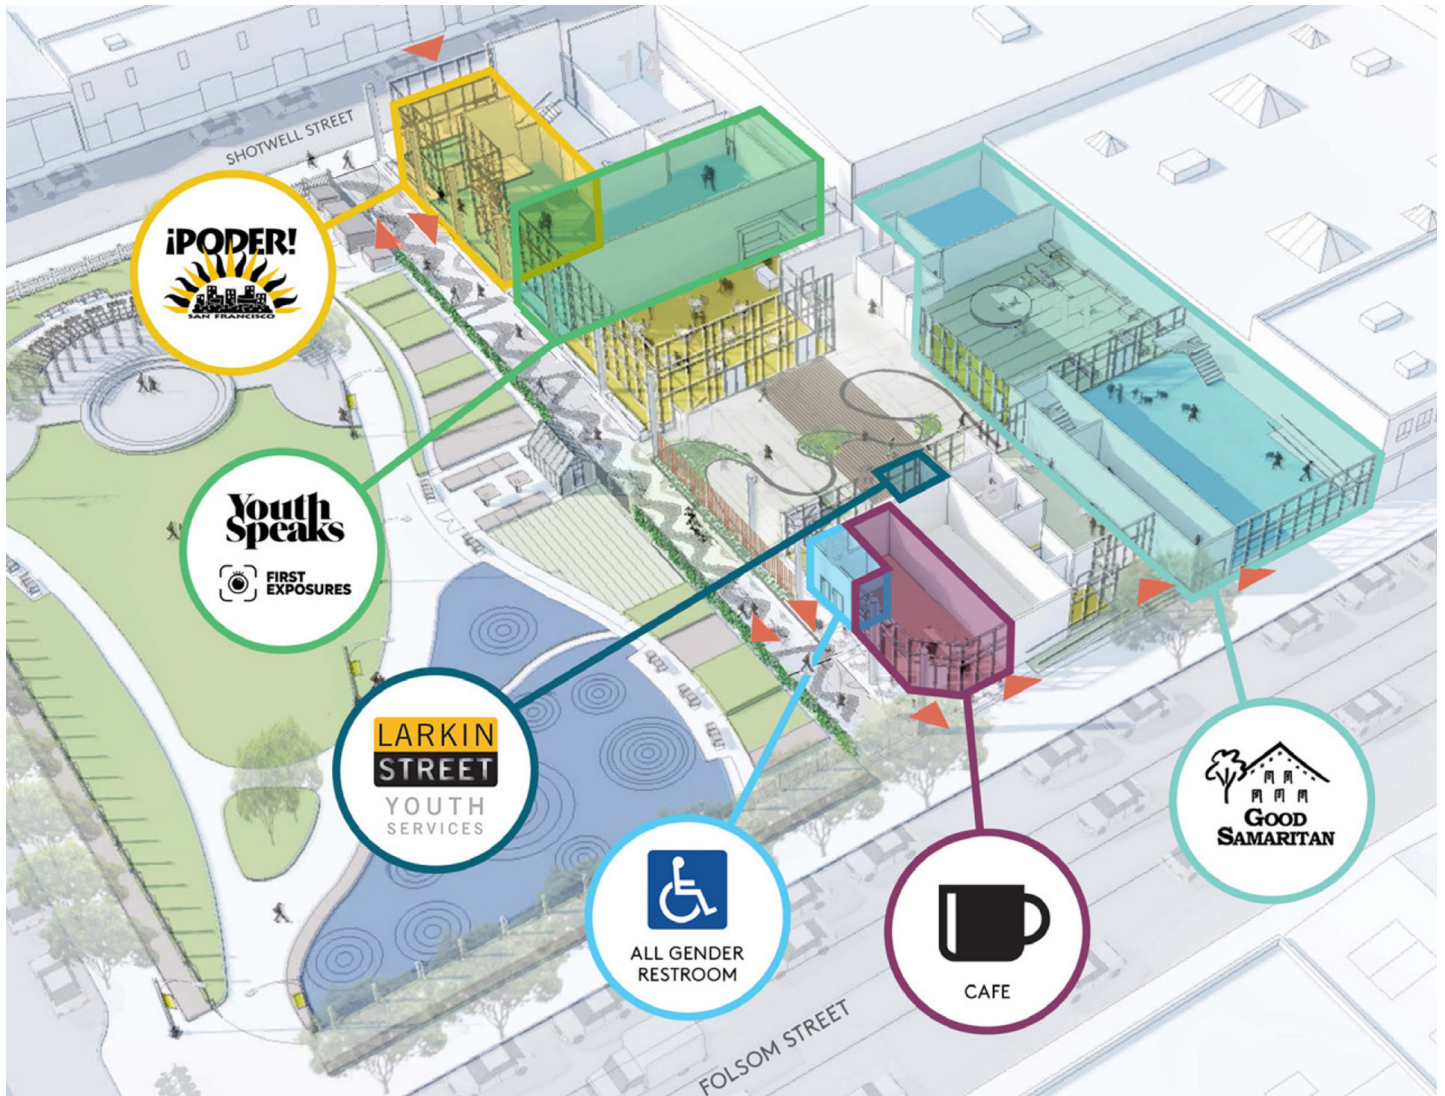 SHOTWELL STREET
¡PODER!
SAN FRANCISCO
Youth
Speaks
FIRST
EXPOSURES
LARKIN
STREET
YOUTH
SERVICES
ALL GENDER
RESTROOM
CAFE
GOOD
SAMARITAN
FOLSOM STREET